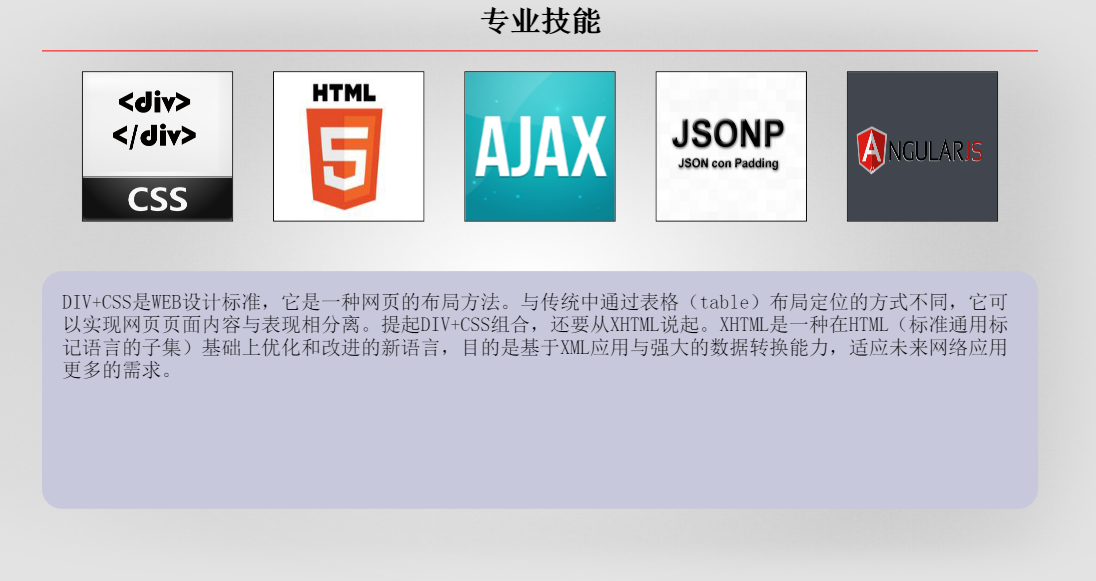 专业技能
<div>
</div>
CSS
HTML
5
AJAX
JSONP
JSON con Padding
ANGULARJS
DIV+CSS是WEB设计标准，它是一种网页的布局方法。与传统中通过表格（table）布局定位的方式不同，它可
以实现网页页面内容与表现相分离。提起DIV+CSS组合，还要从XHTML说起。XHTML是一种在HTML（标准通用标
记语言的子集）基础上优化和改进的新语言，目的是基于XML应用与强大的数据转换能力，适应未来网络应用
更多的需求。